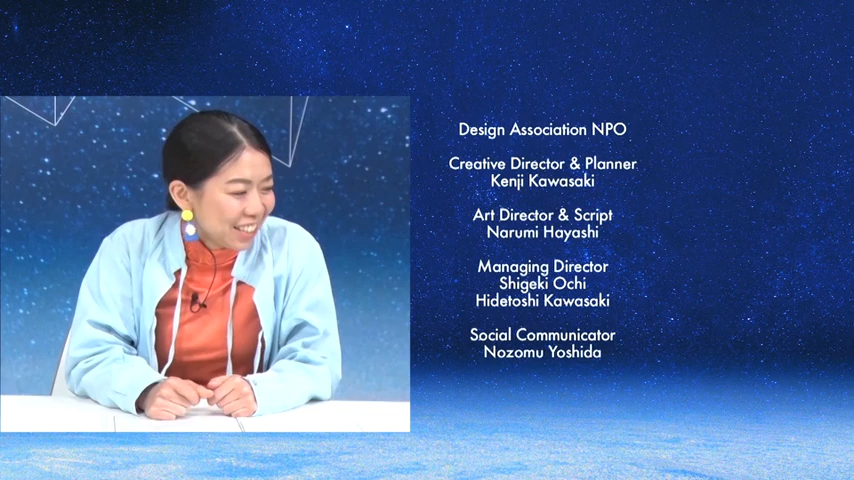 Design Association NPO
Creative Director & Planner
Kenji Kawasaki
Art Director & Script
Narumi Hayashi
Managing Director
Shigeki Ochi
Hidetoshi Kawasaki
Social Communicator
Nozomu Yoshida